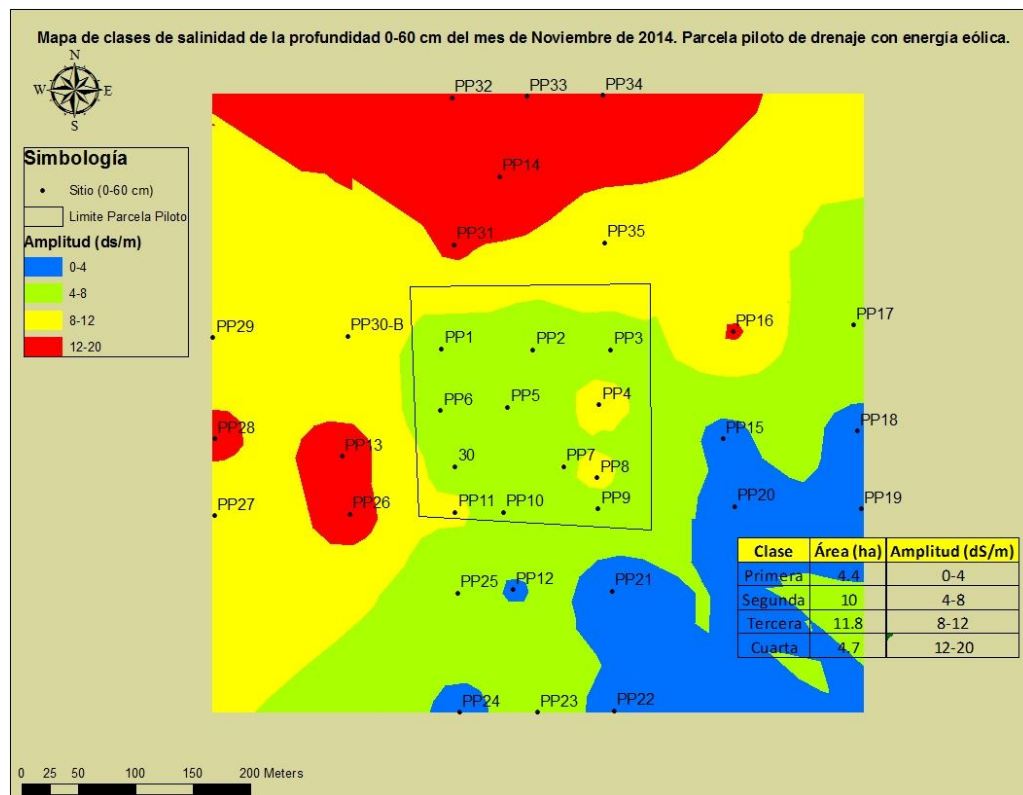 Mapa de clases de salinidad de la profundidad 0-60 cm del mes de Noviembre de 2014. Parcela piloto de drenaje con energía eólica.
N
W E
S
Simbología
Sitio (0-60 cm)
Limite Parcela Piloto
Amplitud (ds/m)
0-4
4-8
8-12
12-20
PP32 PP33 PP34
PP14
PP31 PP35
PP29 PP30-B PP16 PP17
PP1 PP2 PP3
PP6 PP5 PP4
PP28 PP13 PP15 PP18
30 PP7 PP8
PP27 PP26 PP11 PP10 PP9 PP20 PP19
PP25 PP12 PP21
PP24 PP23 PP22
Clase Área (ha) Amplitud (dS/m)
Primera 4.4 0-4
Segunda 10 4-8
Tercera 11.8 8-12
Cuarta 4.7 12-20
0 25 50 100 150 200 Meters